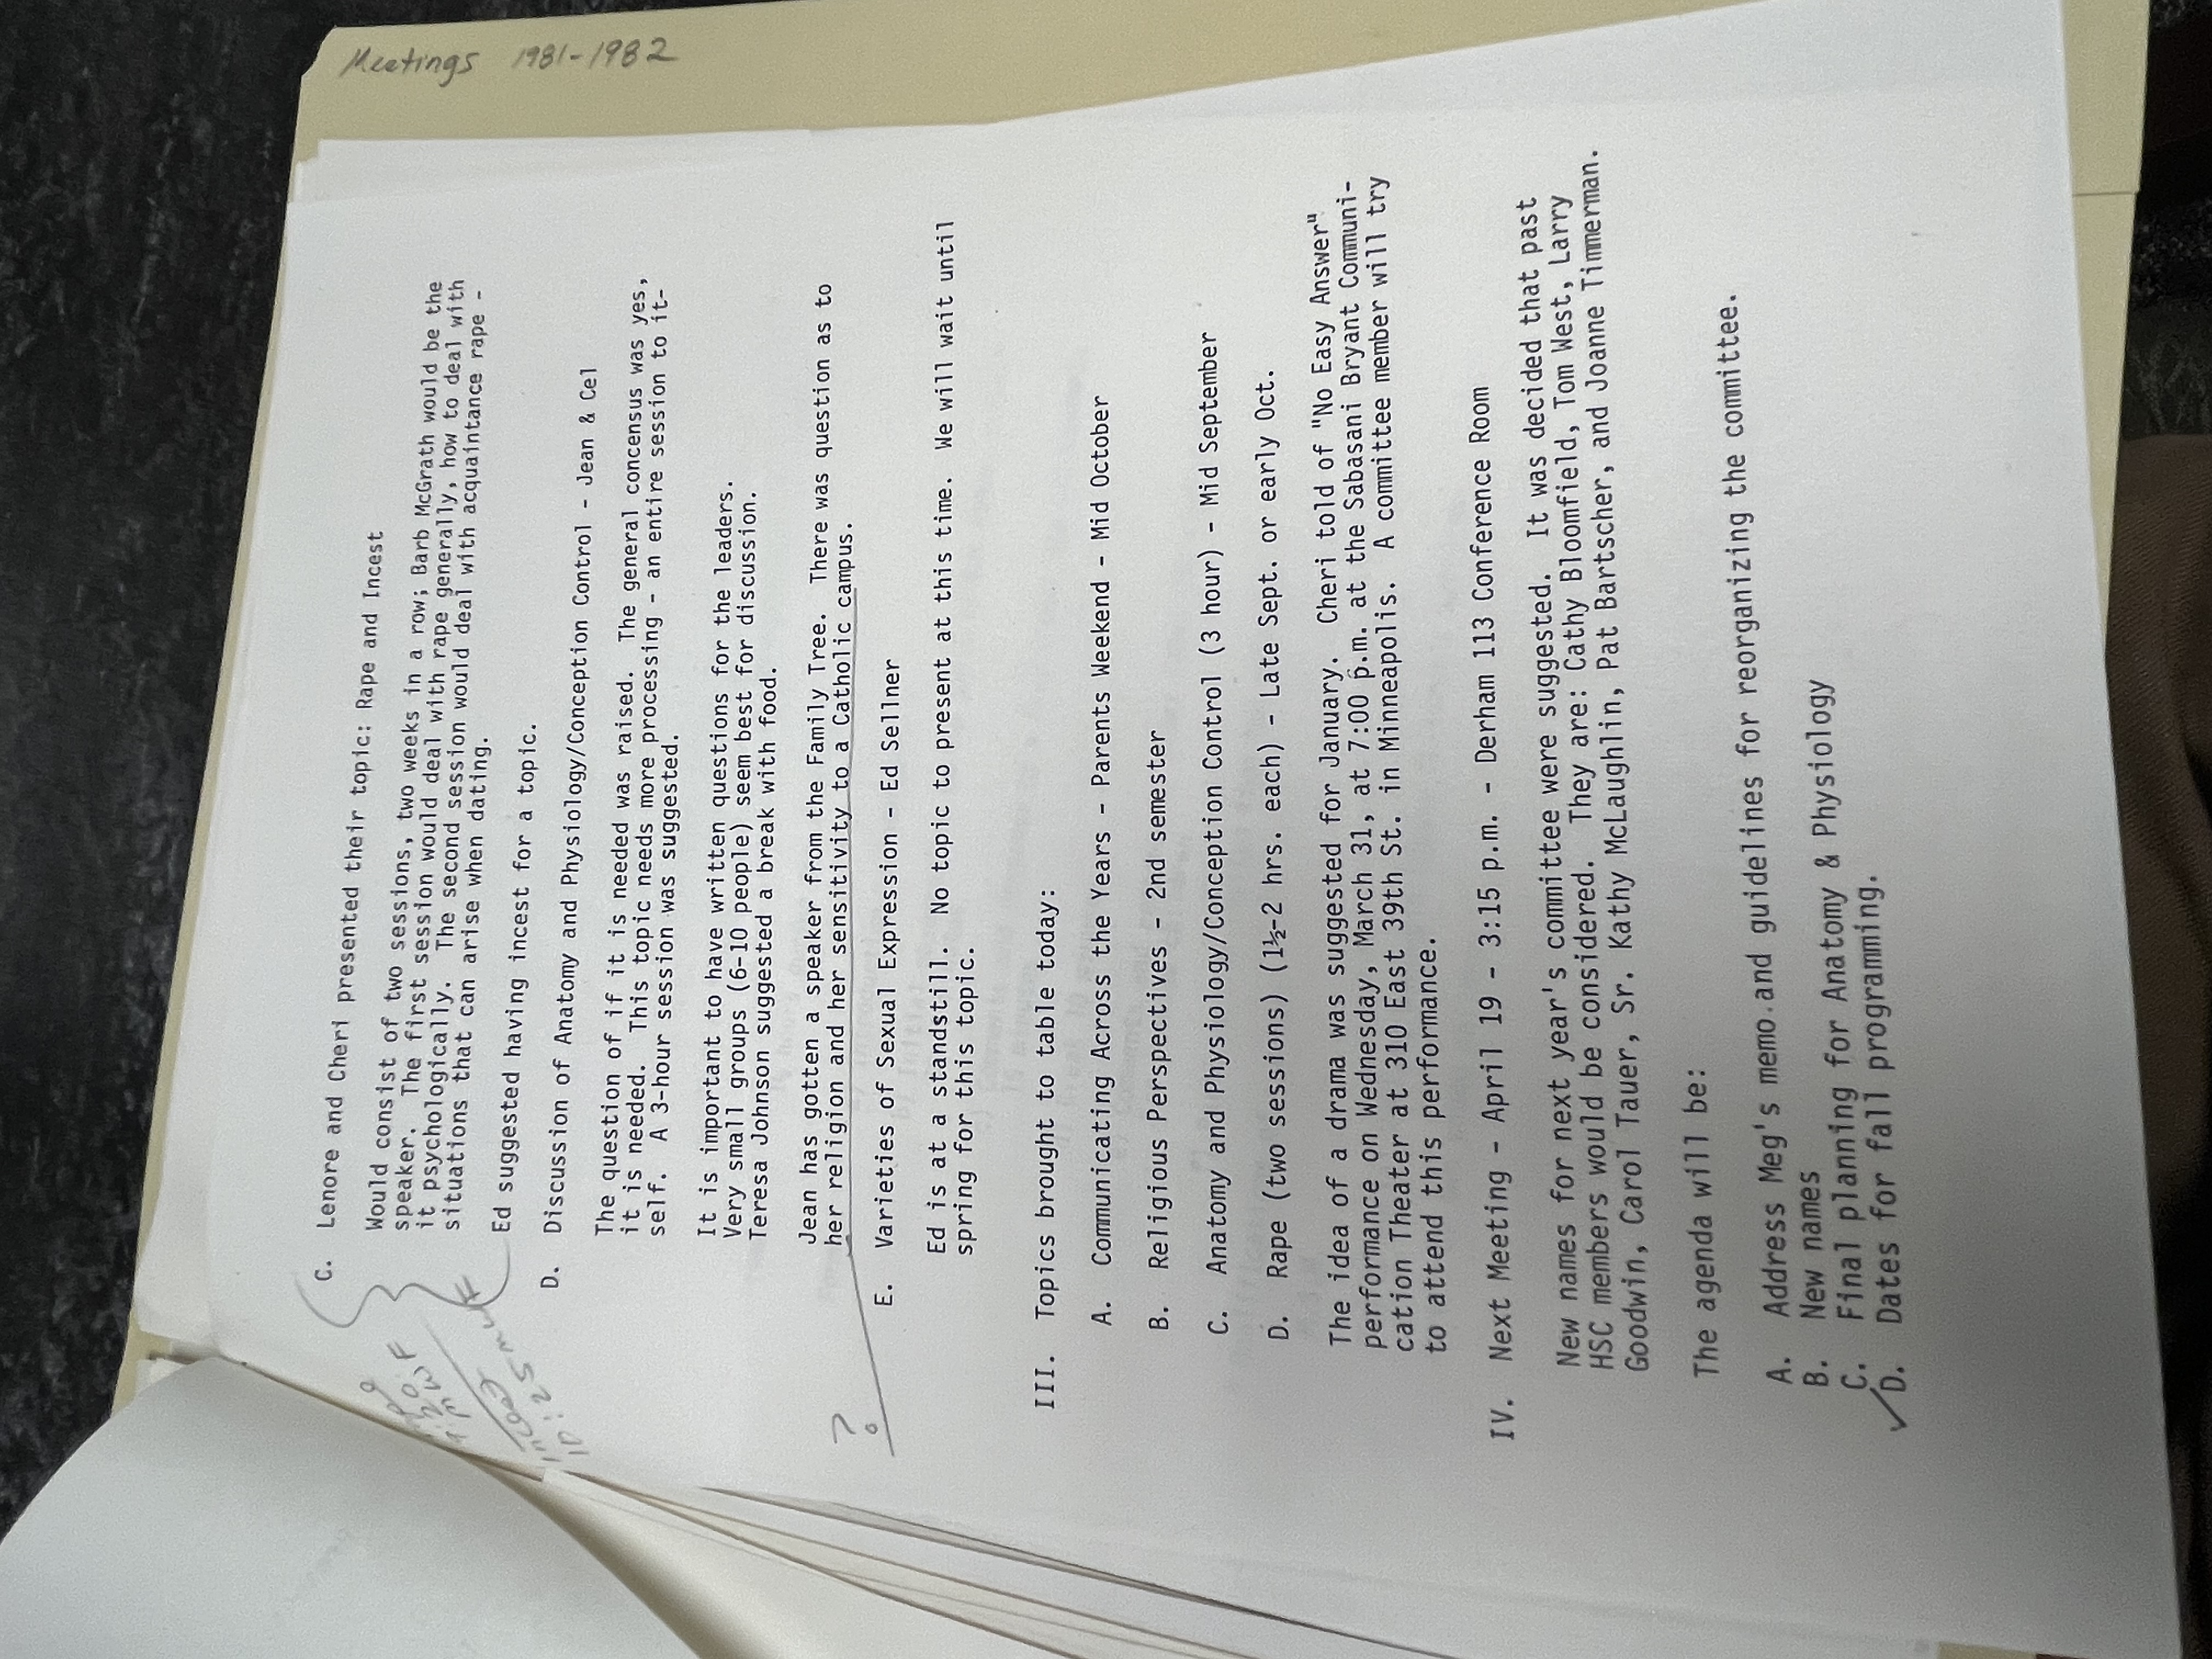 C. Lenore and Cheri presented their topic: Rape and Incest
Would consist of two sessions, two weeks in a row; Barb McGrath would be the
speaker. The first session would deal with rape generally, how to deal with
it psychologically. The second session would deal with acquaintance rape -
situations that can arise when dating.
Ed suggested having incest for a topic.
:20
MWF
incest
10:25 MWF
D. Discussion of Anatomy and Physiology/Conception Control - Jean & Cel
The question of if it is needed was raised. The general concensus was yes,
it is needed. This topic needs more processing - an entire session to it-
self. A 3-hour session was suggested.
It is important to have written questions for the leaders.
Very small groups (6-10 people) seem best for discussion.
Teresa Johnson suggested a break with food.
Jean has gotten a speaker from the Family Tree. There was question as to
her religion and her sensitivity to a Catholic campus.
?
E. Varieties of Sexual Expression - Ed Sellner
Ed is at a standstill. No topic to present at this time. We will wait until
spring for this topic.
III. Topics brought to table today:
A. Communicating Across the Years - Parents Weekend - Mid October
B. Religious Perspectives - 2nd semester
C. Anatomy and Physiology/Conception Control (3 hour) - Mid September
D. Rape (two sessions) (1½-2 hrs. each) - Late Sept. or early Oct.
The idea of a drama was suggested for January. Cheri told of "No Easy Answer"
performance on Wednesday, March 31, at 7:00 p.m. at the Sabasani Bryant Communi-
cation Theater at 310 East 39th St. in Minneapolis. A committee member will try
to attend this performance.
IV. Next Meeting - April 19 - 3:15 p.m. - Derham 113 Conference Room
New names for next year's committee were suggested. It was decided that past
HSC members would be considered. They are: Cathy Bloomfield, Tom West, Larry
Goodwin, Carol Tauer, Sr. Kathy McLaughlin, Pat Bartscher, and Joanne Timmerman.
The agenda will be:
A. Address Meg's memo and guidelines for reorganizing the committee.
B. New names
C. Final planning for Anatomy & Physiology
✓D. Dates for fall programming.
Meetings 1981-1982